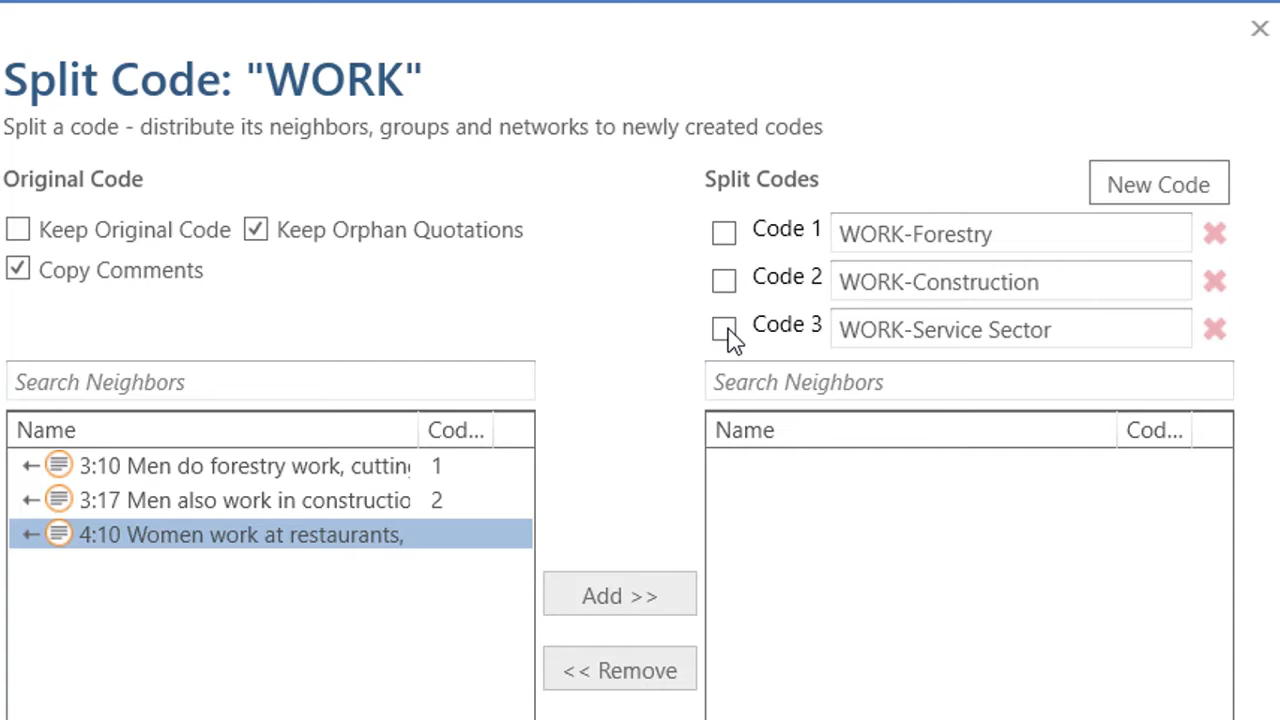 Split Code: "WORK"
Split a code - distribute its neighbors, groups and networks to newly created codes
Original Code
Keep Original Code
Keep Orphan Quotations
Copy Comments
Split Codes
New Code
Code 1
WORK-Forestry
Code 2
WORK-Construction
Code 3
WORK-Service Sector
Search Neighbors
Name Cod...
3:10 Men do forestry work, cutting 1
3:17 Men also work in constructio 2
4:10 Women work at restaurants,
Add >>
<< Remove
Search Neighbors
Name Cod...